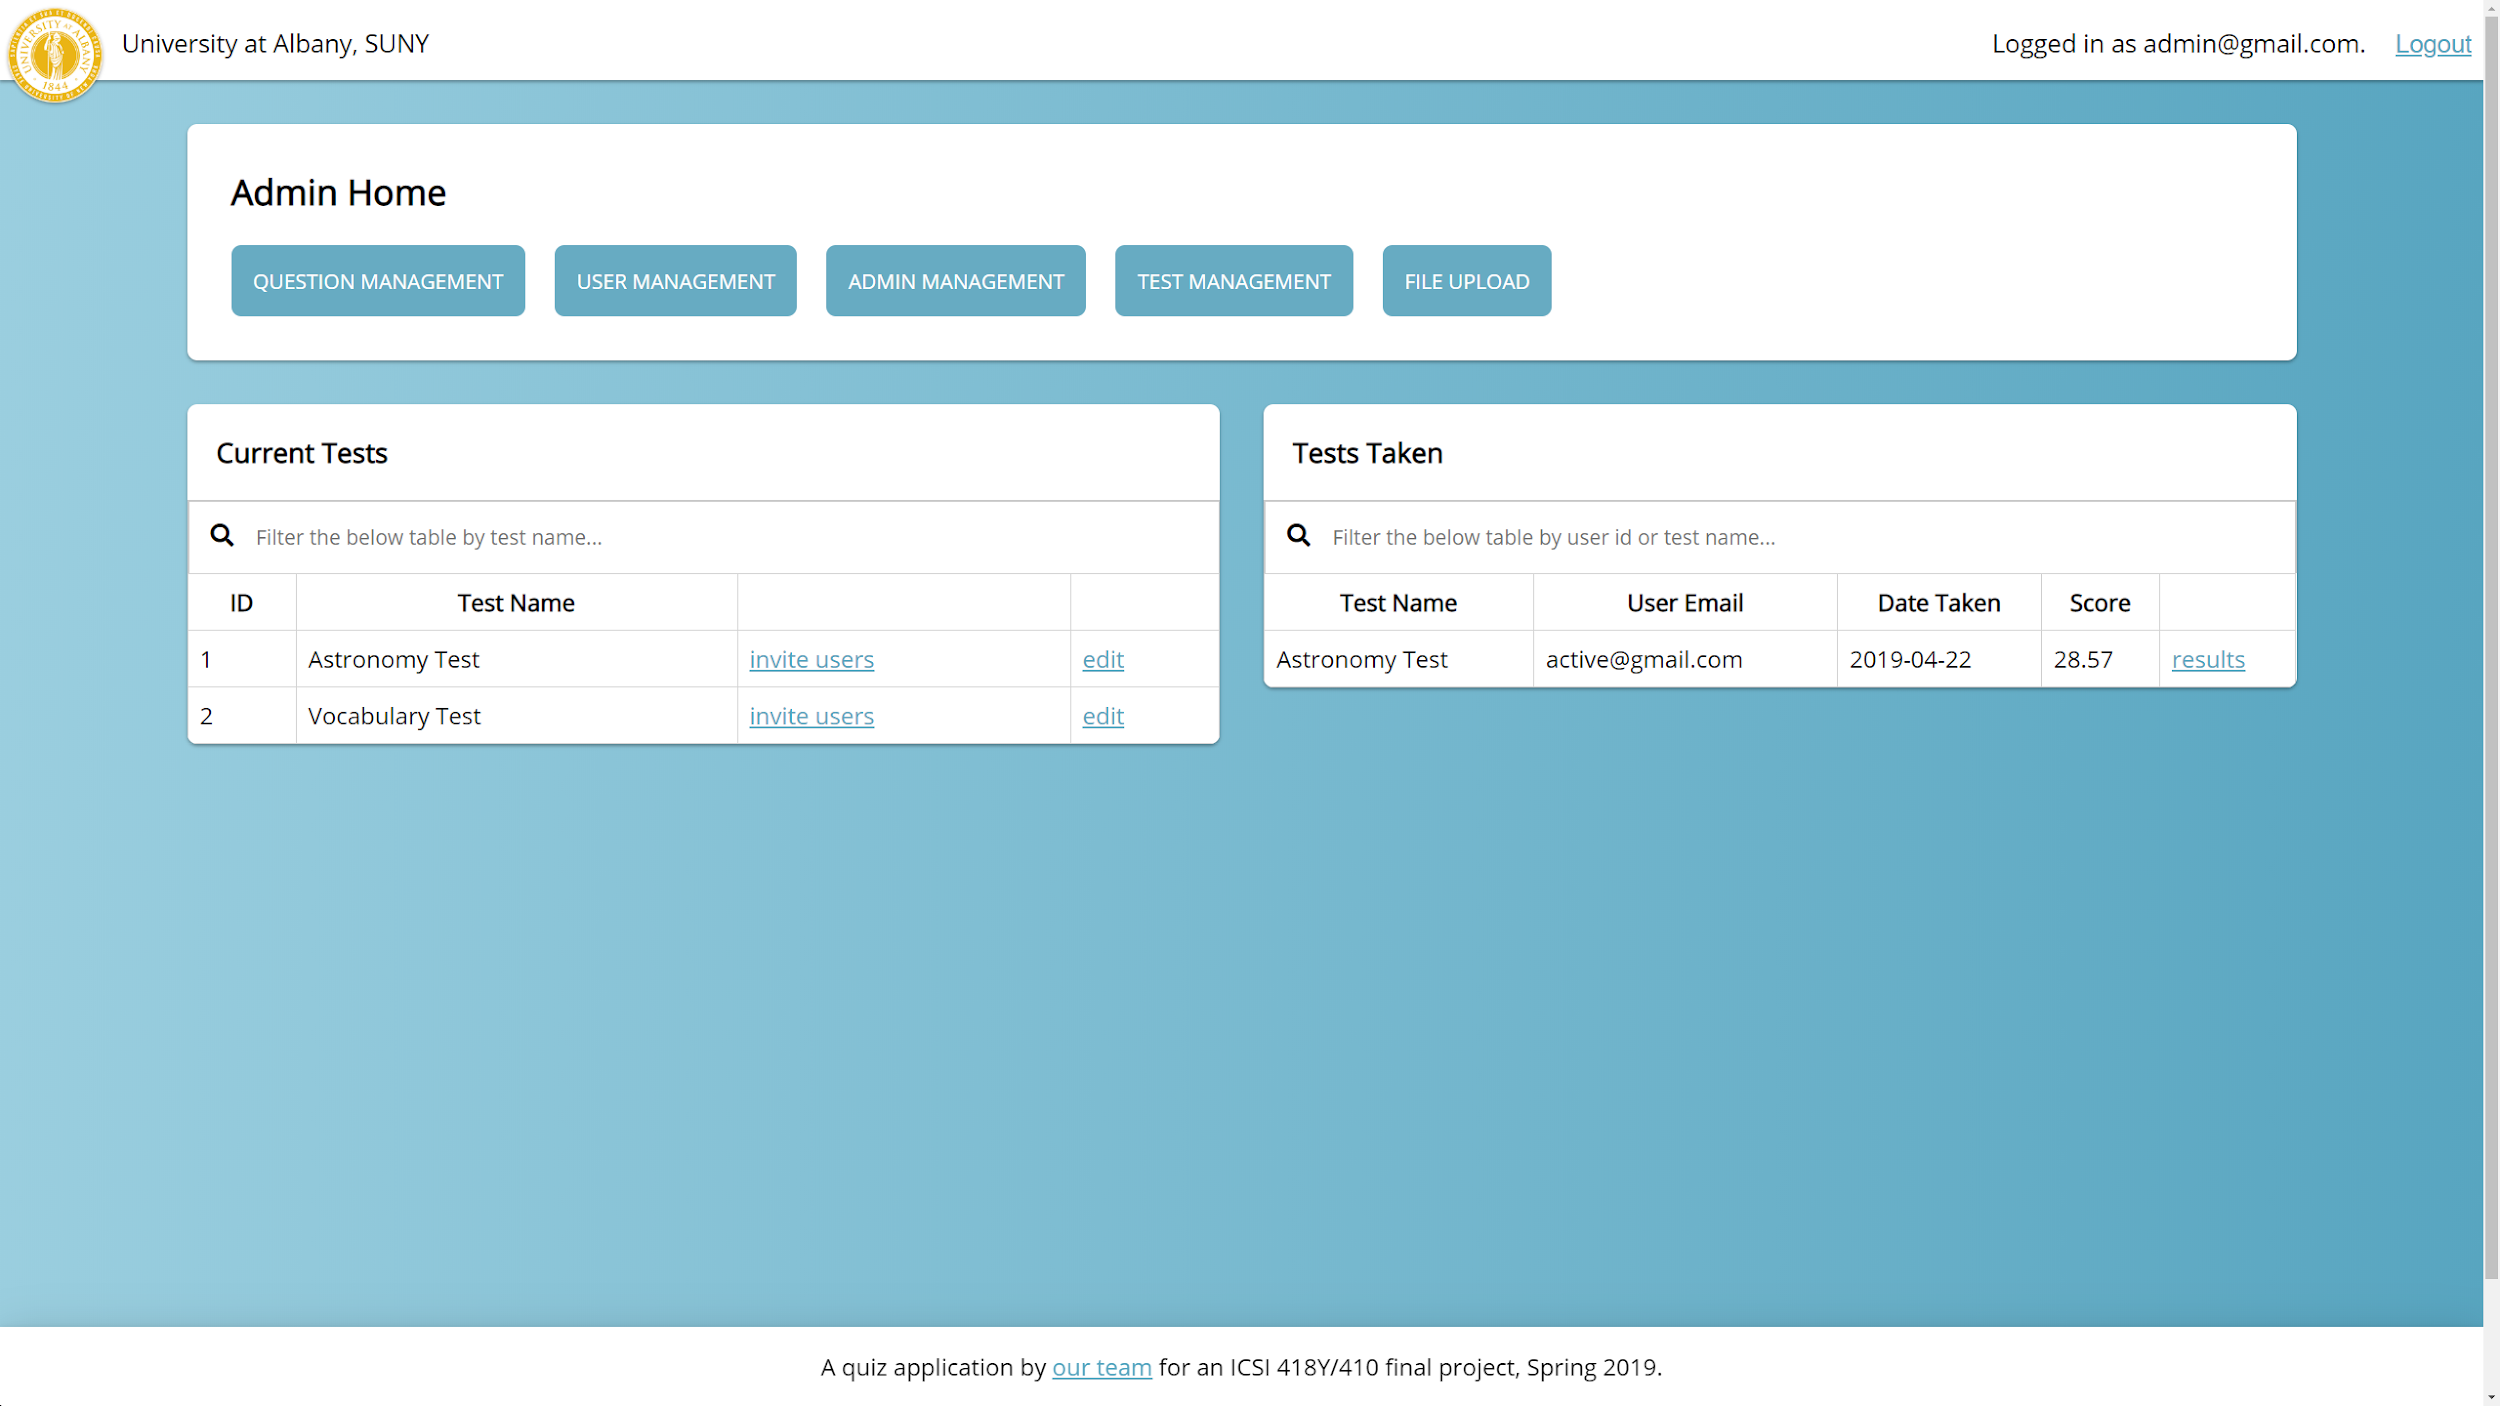 UNIVERSITY AT ALBANY
1844
University at Albany, SUNY
Logged in as admin@gmail.com. Logout
Admin Home
QUESTION MANAGEMENT USER MANAGEMENT ADMIN MANAGEMENT TEST MANAGEMENT FILE UPLOAD
Current Tests
Filter the below table by test name...
ID Test Name
1 Astronomy Test invite users edit
2 Vocabulary Test invite users edit
Tests Taken
Filter the below table by user id or test name...
Test Name User Email Date Taken Score
Astronomy Test active@gmail.com 2019-04-22 28.57 results
A quiz application by our team for an ICSI 418Y/410 final project, Spring 2019.